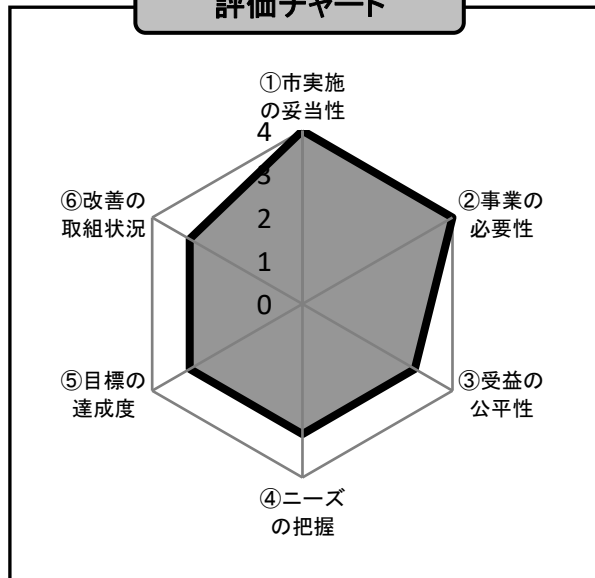 評価チャート
①市実施
の妥当性
4
3
2
1
0
②事業の
必要性
③受益の
公平性
④ニーズ
の把握
⑤目標の
達成度
⑥改善の
取組状況